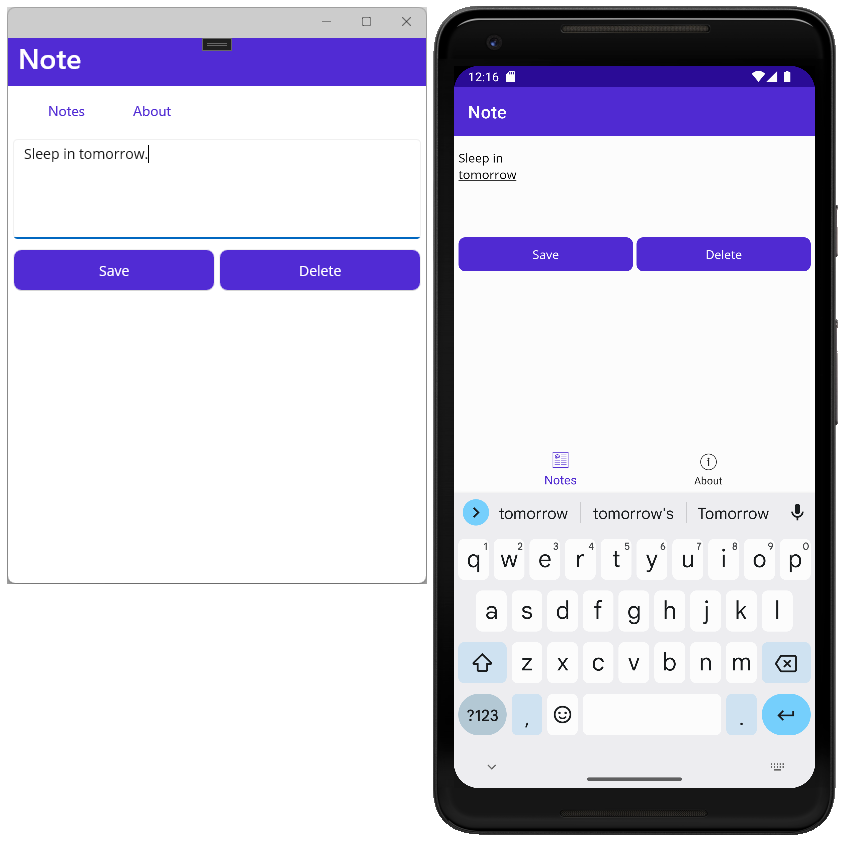 Note
Notes About
Sleep in tomorrow.
Save Delete
12:16
Note
Sleep in
tomorrow
Save Delete
Notes About
tomorrow tomorrow's Tomorrow
q1 w2 e3 r4 t5 y6 u7 i8 o9 p0
a s d f g h j k l
z x c v b n m
?123 , .